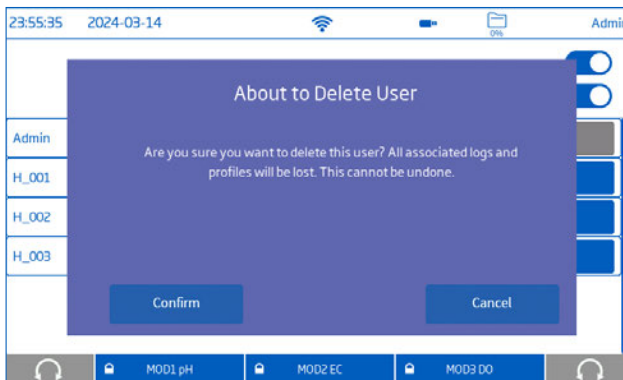 23:55:35 2024-03-14 0% Admi
About to Delete User
Admin
Are you sure you want to delete this user? All associated logs and
profiles will be lost. This cannot be undone.
H_001
H_002
H_003
Confirm Cancel
MOD1 pH MOD2 EC MOD3 DO